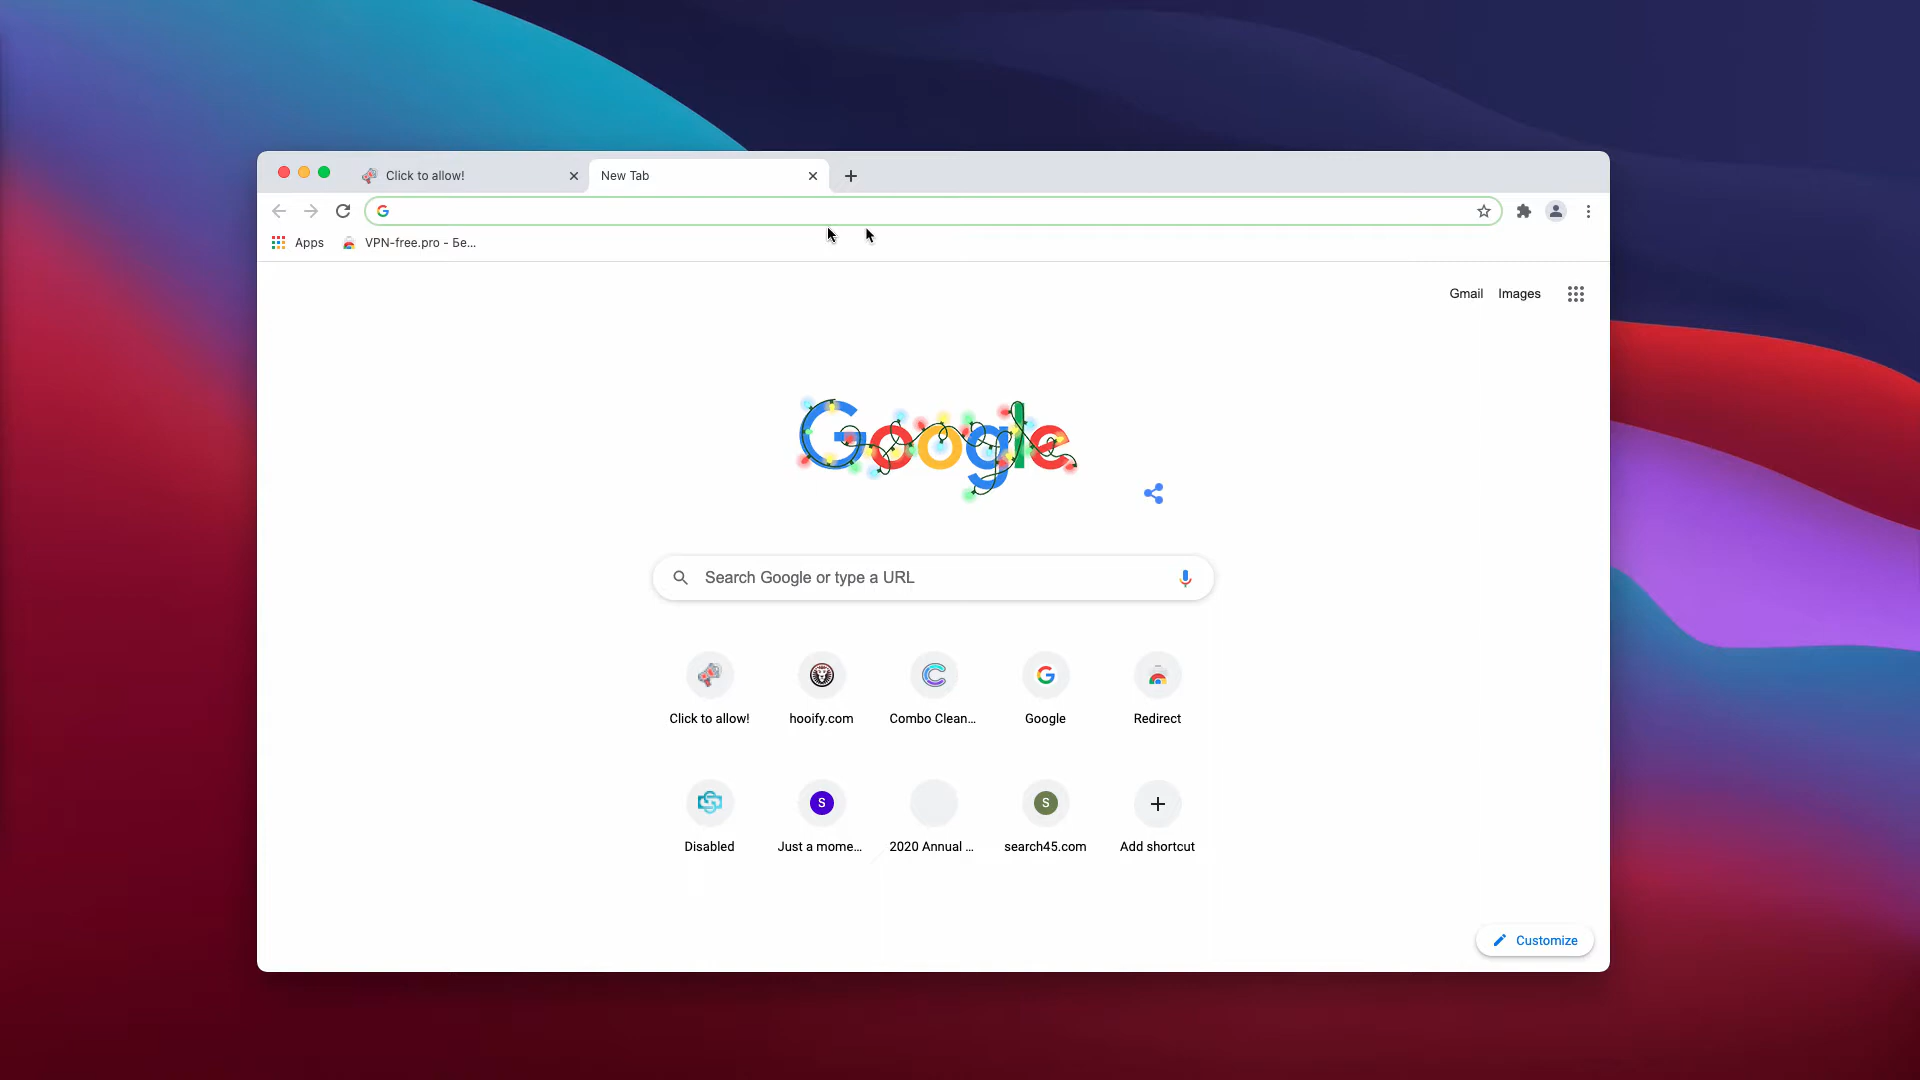 Click to allow!
New Tab
Apps
VPN-free.pro - Бе...
Gmail
Images
Google
Search Google or type a URL
Click to allow!
hooify.com
Combo Clean...
Google
Redirect
S
S
Disabled
Just a mome...
2020 Annual ...
search45.com
Add shortcut
Customize